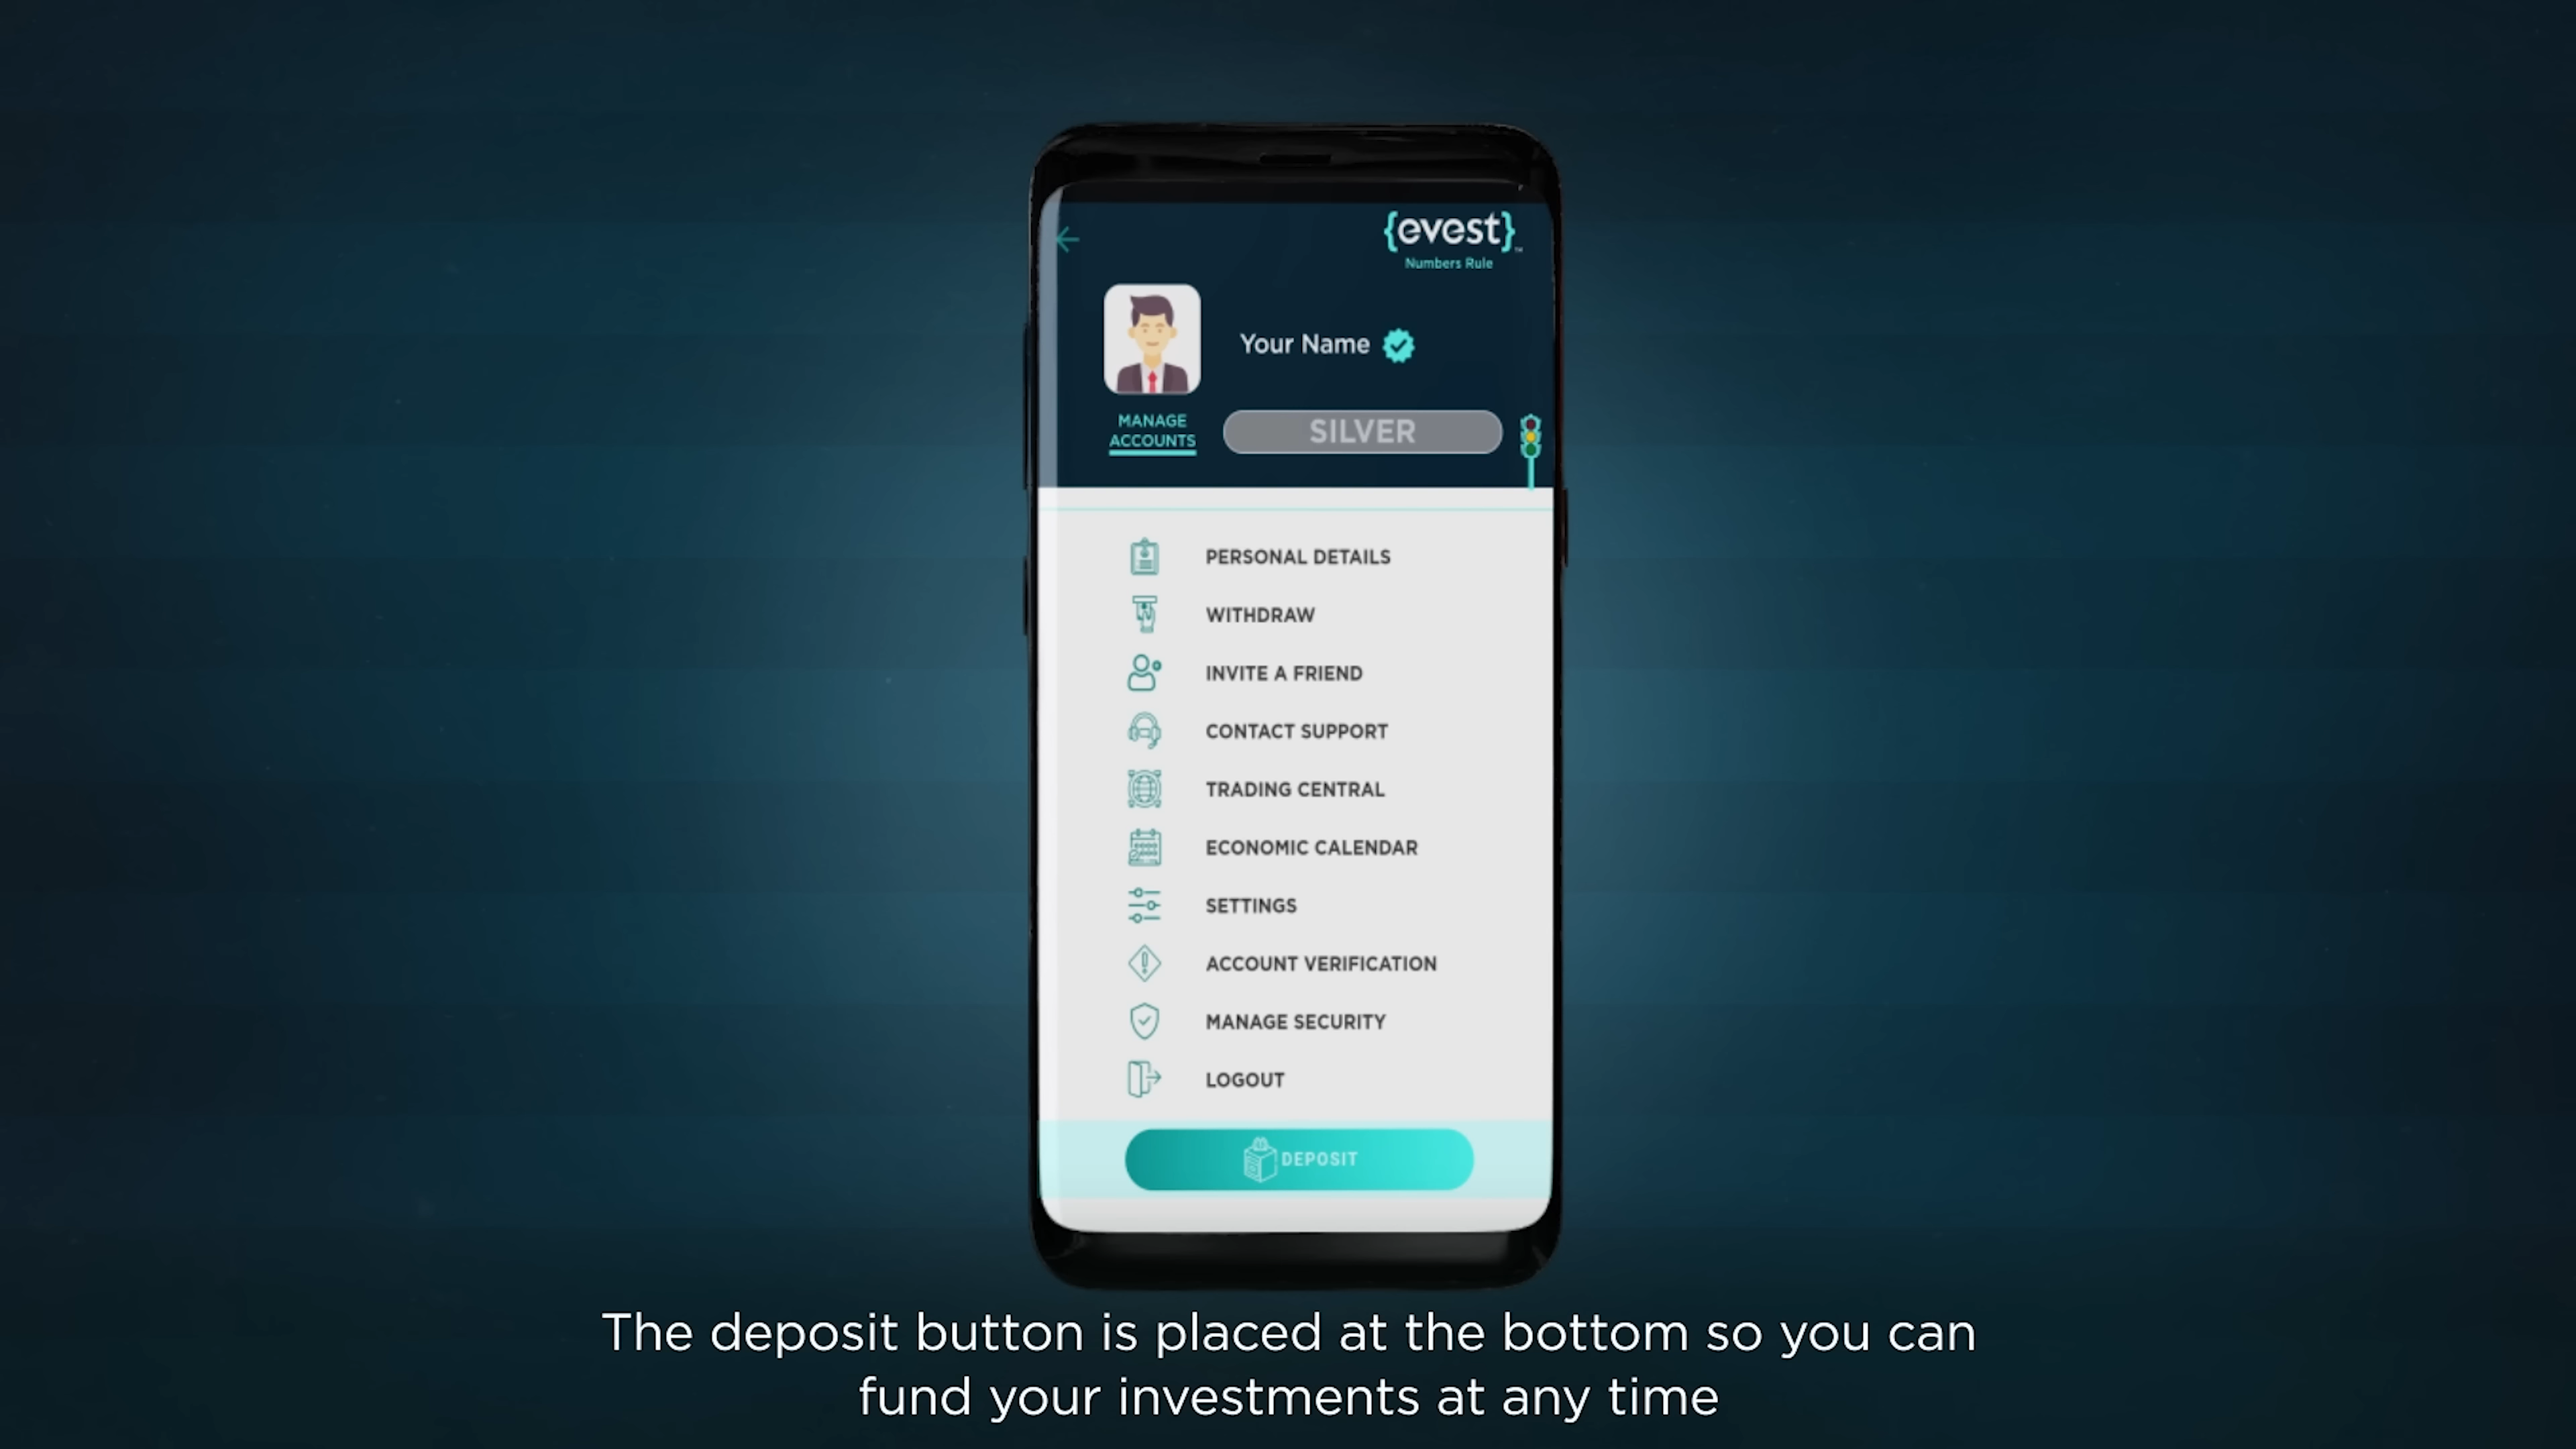 {evest}™
Numbers Rule
Your Name
MANAGE
ACCOUNTS
SILVER
PERSONAL DETAILS
WITHDRAW
INVITE A FRIEND
CONTACT SUPPORT
TRADING CENTRAL
ECONOMIC CALENDAR
SETTINGS
ACCOUNT VERIFICATION
MANAGE SECURITY
LOGOUT
DEPOSIT
The deposit button is placed at the bottom so you can
fund your investments at any time